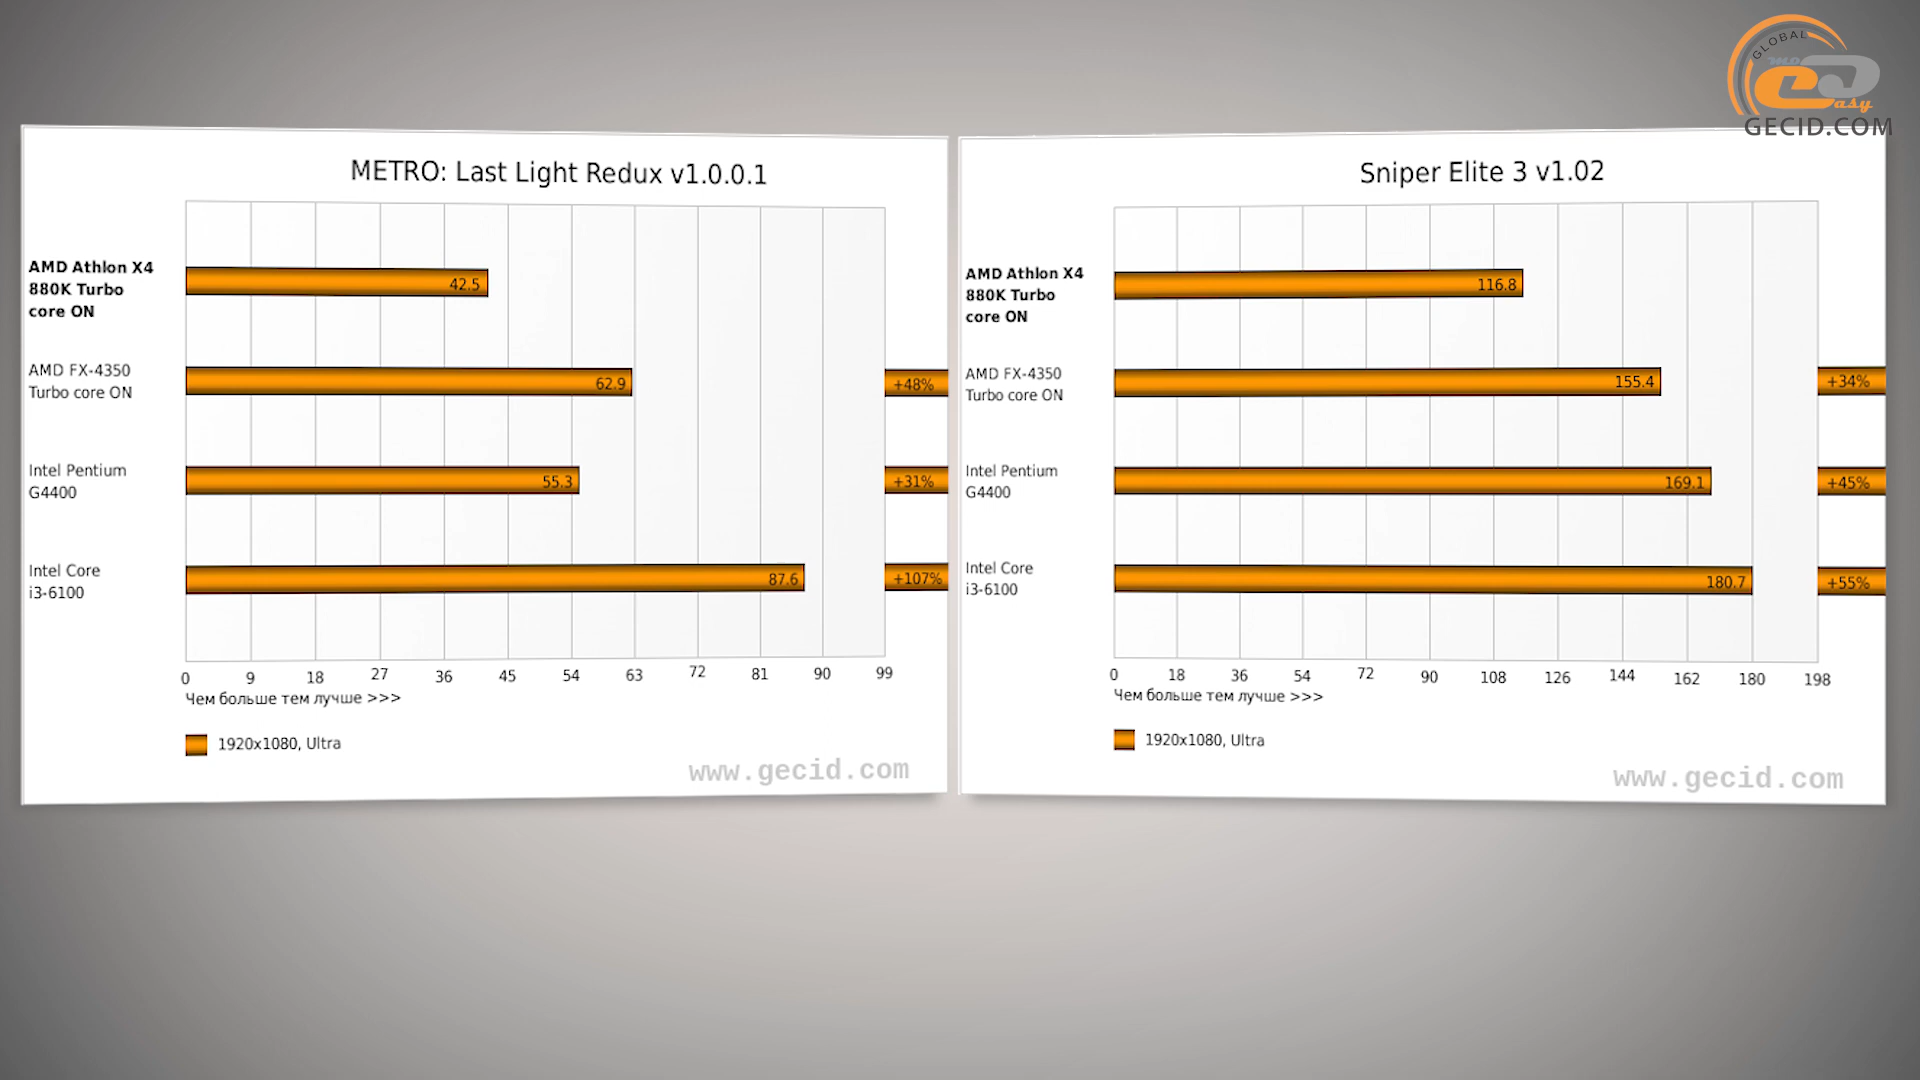 GLOBAL
asy
GECID.COM
METRO: Last Light Redux v1.0.0.1
AMD Athlon X4
880K Turbo
core ON
42.5
AMD FX-4350
Turbo core ON
62.9
+48%
Intel Pentium
G4400
55.3
+31%
Intel Core
i3-6100
87.6
+107%
0 9 18 27 36 45 54 63 72 81 90 99
Чем больше тем лучше >>>
1920x1080, Ultra
www.gecid.com
Sniper Elite 3 v1.02
AMD Athlon X4
880K Turbo
core ON
116.8
AMD FX-4350
Turbo core ON
155.4
+34%
Intel Pentium
G4400
169.1
+45%
Intel Core
i3-6100
180.7
+55%
0 18 36 54 72 90 108 126 144 162 180 198
Чем больше тем лучше >>>
1920x1080, Ultra
www.gecid.com